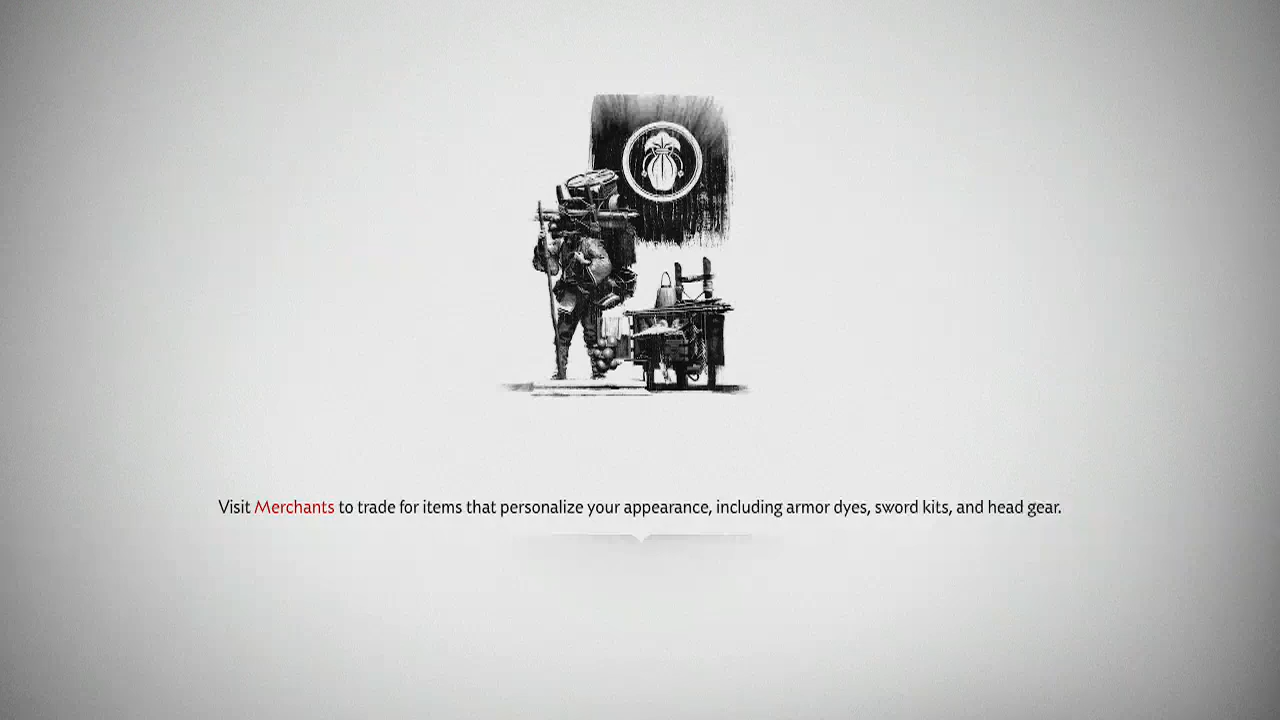 Visit Merchants to trade for items that personalize your appearance, including armor dyes, sword kits, and head gear.